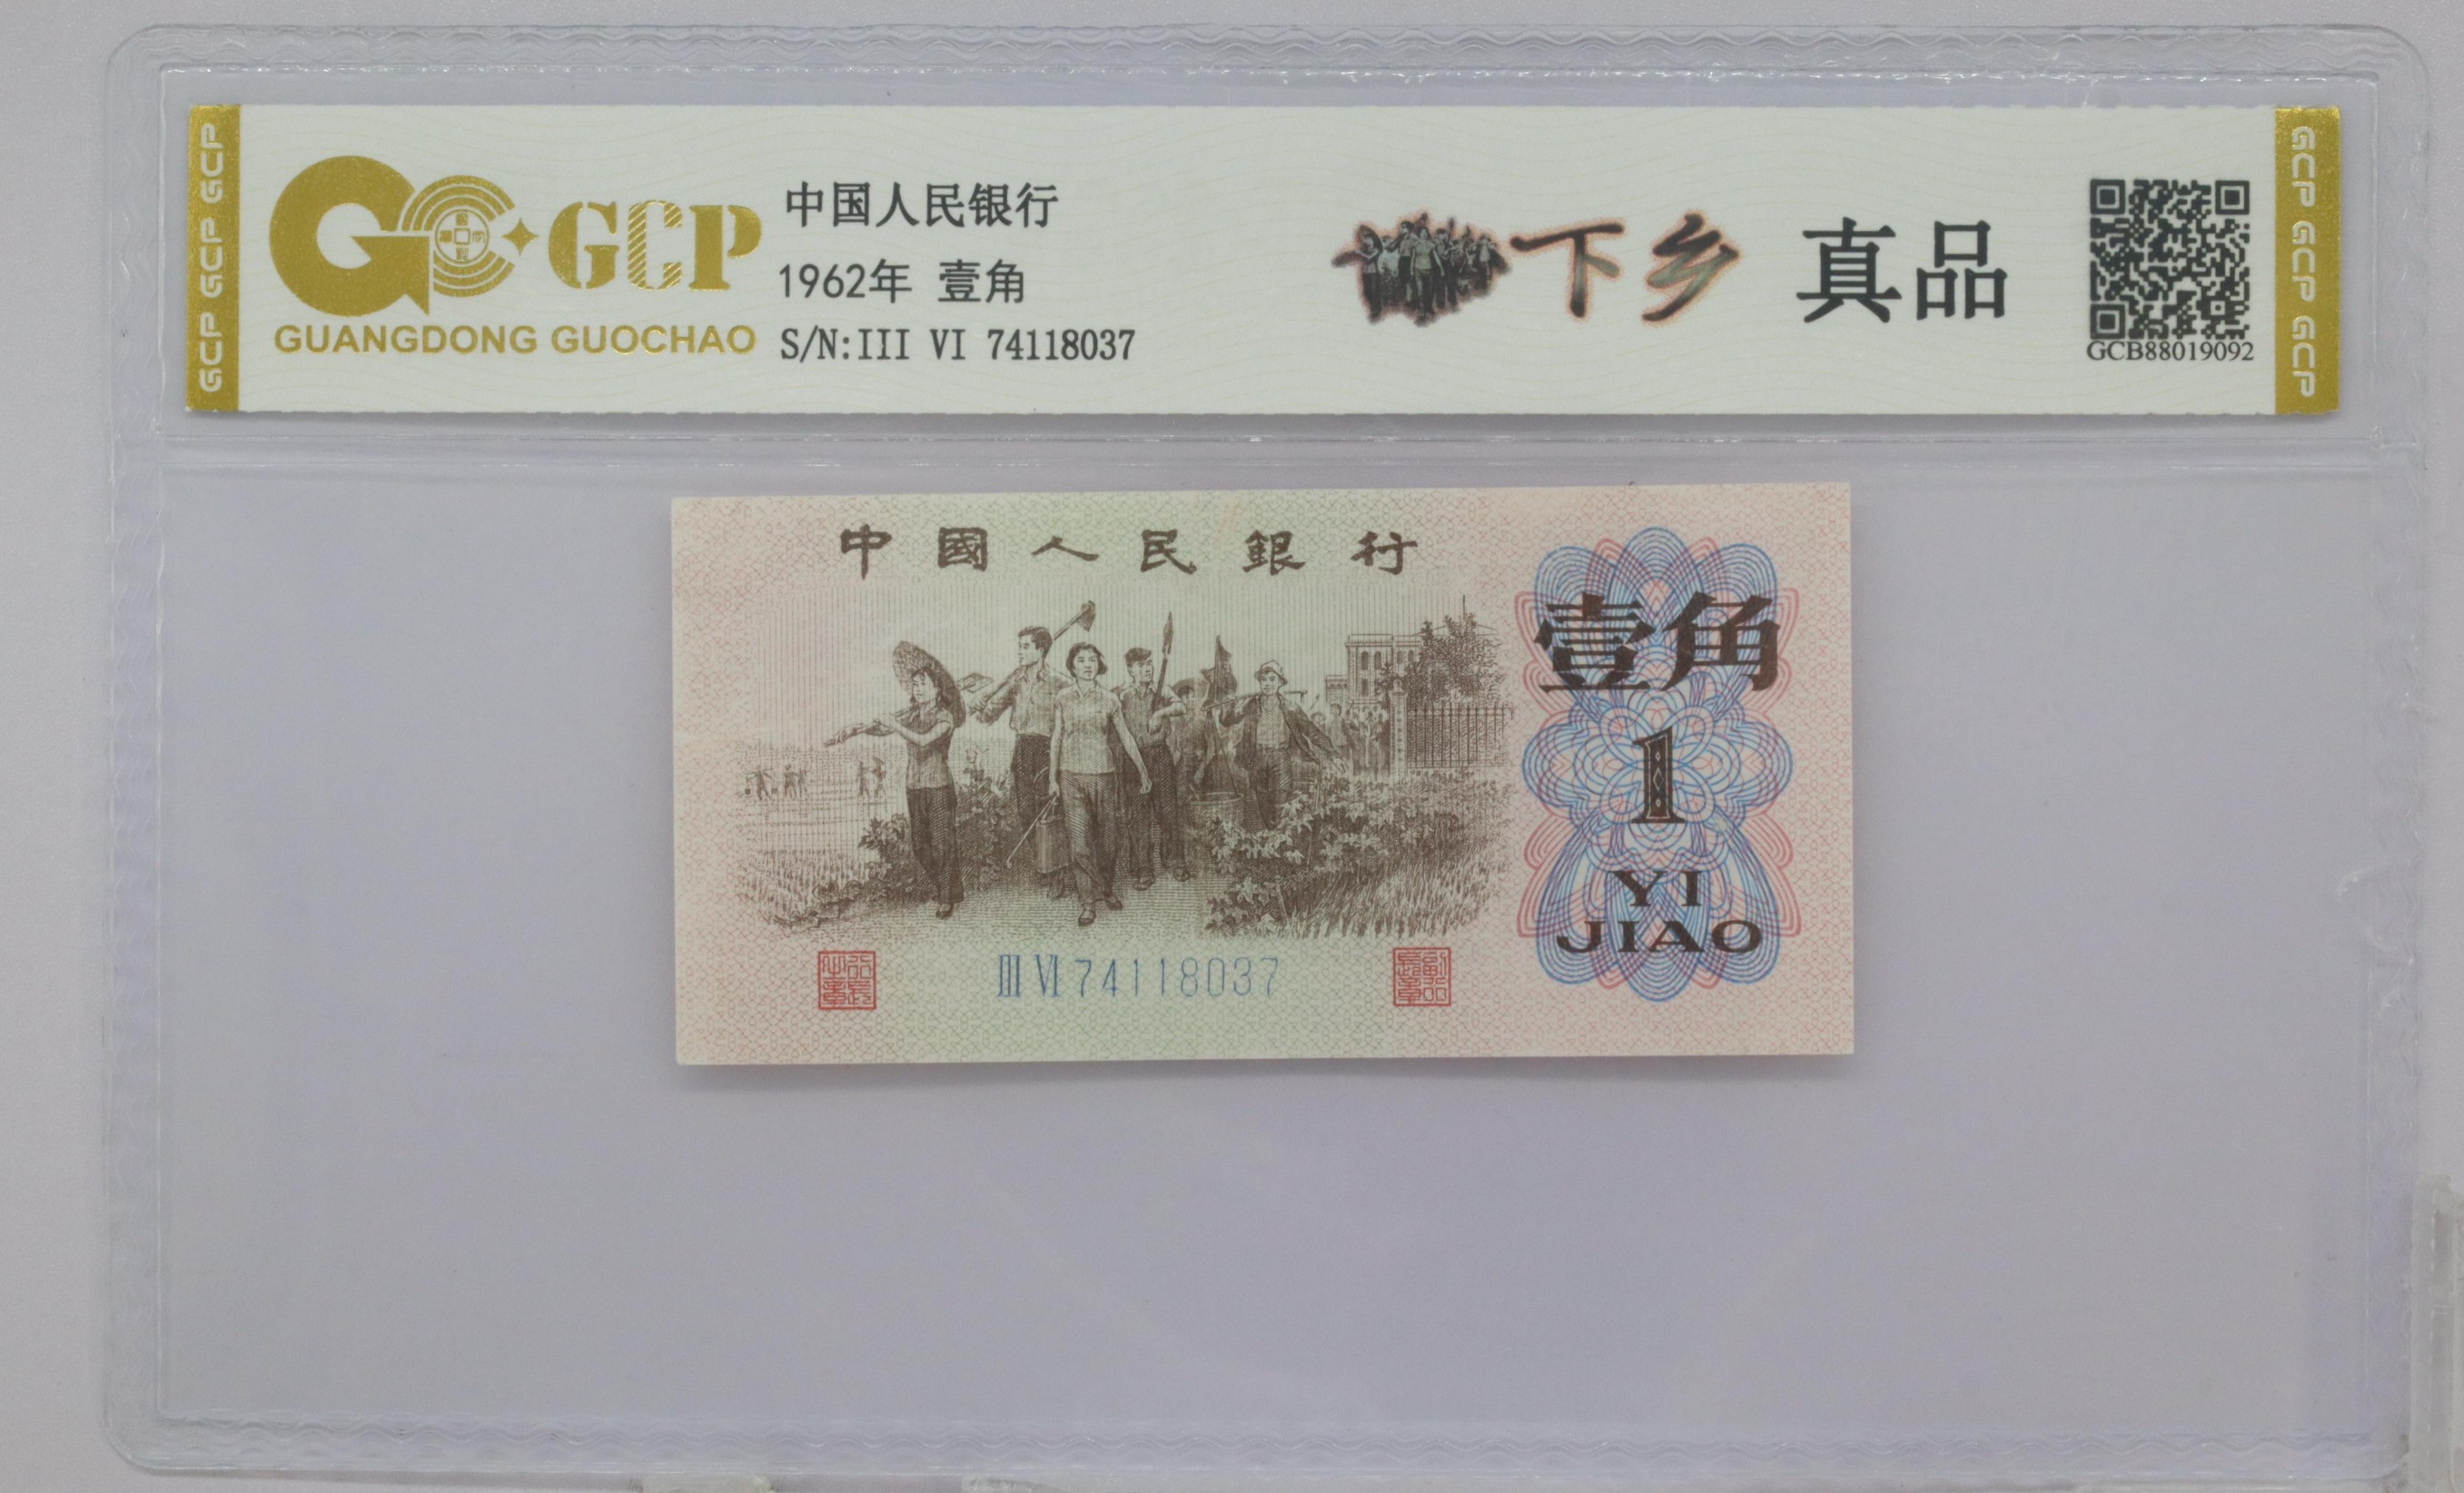 GCP GCP GCP
GCP
GUANGDONG GUOCHAO
中国人民银行
1962年 壹角
S/N:III VI 74118037
下乡 真品
GCB88019092
GCP GCP GCP
中國人民銀行
壹角
1
YI
JIAO
III VI 74118037